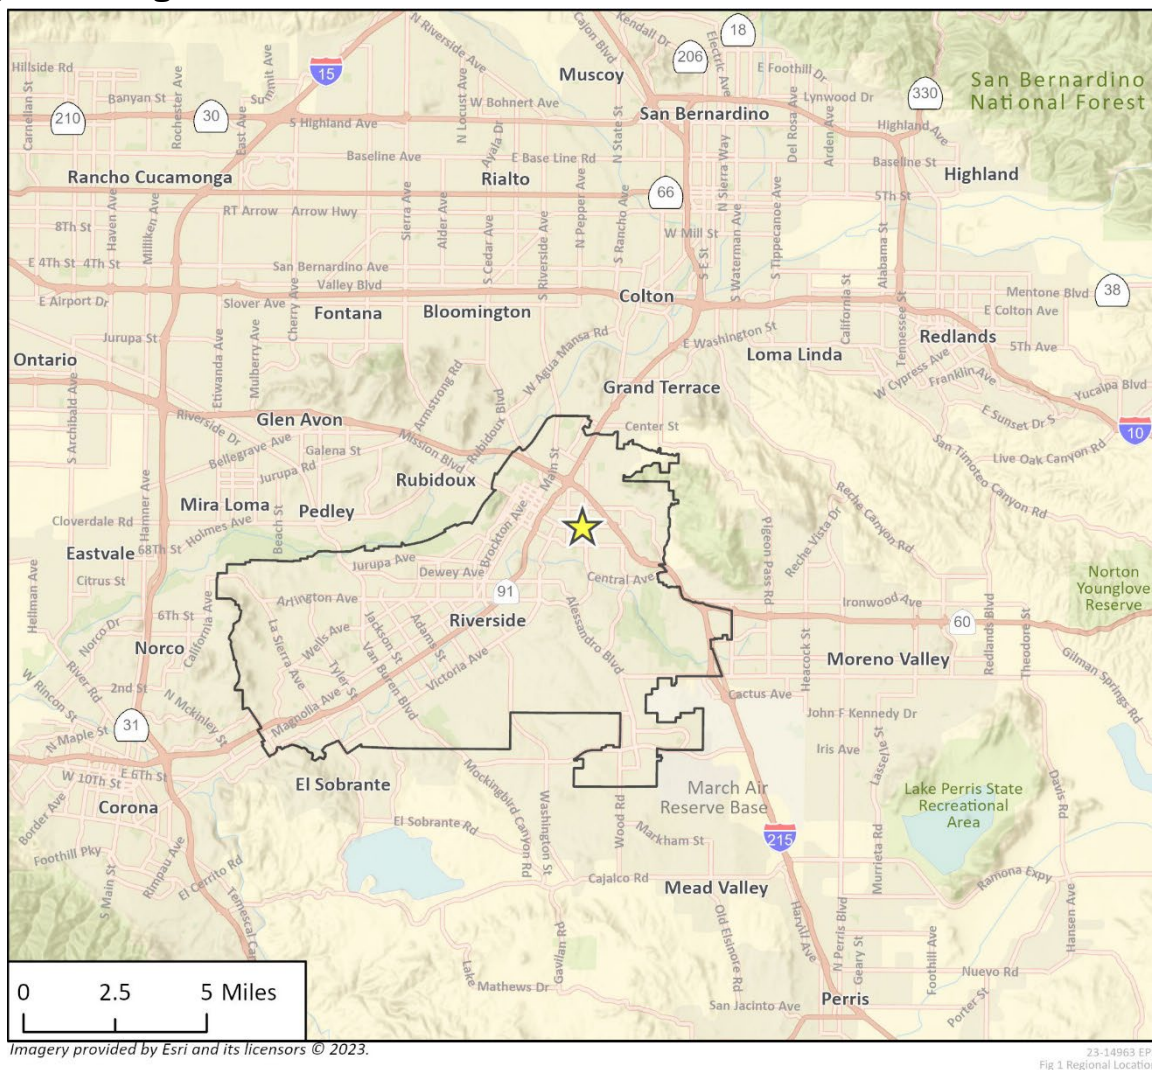 N Riverside Ave
Cajon Blvd
Kendall Dr
18
206
Electric Ave
E Foothill Dr
Hillside Rd
15
Muscoy
San Bernardino
National Forest
Carnelian St
Banyan St
Rochester Ave
Summit Ave
East Ave
N Locust Ave
W Bohnert Ave
Lynwood Dr
330
210
30
S Highland Ave
Ayala Dr
N State St
San Bernardino
Del Rosa Ave
Arden Ave
Highland Ave
Baseline Ave
E Base Line Rd
N Sierra Way
Baseline St
Highland
Rancho Cucamonga
Rialto
66
5Th St
Haven Ave
Milliken Ave
RT Arrow
Arrow Hwy
Sierra Ave
Alder Ave
N Pepper Ave
S Rancho Ave
8Th St
W Mill St
S Tippecanoe Ave
E 4Th St
4Th St
San Bernardino Ave
S Cedar Ave
S Riverside Ave
S E St
S Waterman Ave
Alabama St
E Airport Dr
Slover Ave
Valley Blvd
Colton
California St
Mentone Blvd
38
Cherry Ave
Fontana
Bloomington
E Colton Ave
Jurupa St
Etiwanda Ave
Mulberry Ave
W Agua Mansa Rd
E Washington St
Tennessee St
Redlands
5Th Ave
Ontario
Loma Linda
W Cypress Ave
Franklin Ave
Yucaipa Blvd
S Archibald Ave
Armstrong Rd
Grand Terrace
Riverside Dr
Glen Avon
Rubidoux Blvd
Center St
E Sunset Dr S
10
Hamner Ave
Bellegrave Ave
Galena St
Mission Blvd
Main St
San Timoteo Canyon Rd
Live Oak Canyon Rd
Jurupa Rd
Rubidoux
Mira Loma
Pedley
Reche Canyon Rd
Cloverdale Rd
Holmes Ave
Beach St
Brockton Ave
Pigeon Pass Rd
Reche Vista Dr
Eastvale
68Th St
Jurupa Ave
Hellman Ave
Citrus St
Dewey Ave
Central Ave
Norton
Younglove
Reserve
Arlington Ave
91
Ironwood Ave
6Th St
California Ave
Riverside
Alessandro Blvd
60
Norco Dr
La Sierra Ave
Wells Ave
Jackson St
Adams St
Heacock St
Redlands Blvd
Theodore St
Norco
Van Buren Blvd
Victoria Ave
Moreno Valley
River Rd
Tyler St
Gilman Springs Rd
W Rincon St
2nd St
N McKinley St
Magnolia Ave
Cactus Ave
N Maple St
31
John F Kennedy Dr
Iris Ave
Lasselle St
W 10Th St
E 6Th St
El Sobrante
Mockingbird Canyon Rd
March Air
Reserve Base
Lake Perris State
Recreational
Area
Davis Rd
Border Ave
Corona
Washington St
Wood Rd
El Sobrante Rd
Markham St
215
Foothill Pky
Rimpau Ave
El Cerrito Rd
Murrieta Rd
S Main St
Cajalco Rd
Mead Valley
Ramona Expy
Temescal Can
Old Elsinore Rd
Harvill Ave
N Perris Blvd
Geary St
Foothill Ave
Hansen Ave
Gavilan Rd
Nuevo Rd
Lake Mathews Dr
San Jacinto Ave
Perris
Porter St
0 2.5 5 Miles
Imagery provided by Esri and its licensors © 2023.
23-14963 EP
Fig 1 Regional Location